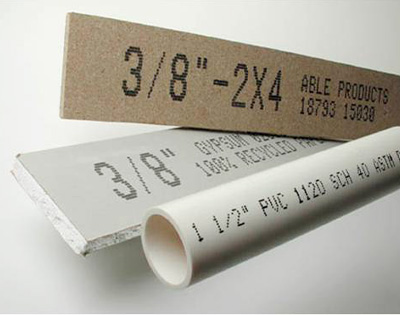 3/8"-2X4
ABLE PRODUCTS
18793 15030
3/8"
GYPSUM
100% RECYCLED
1 1/2" PVC 1120 SCH 40 ASTM